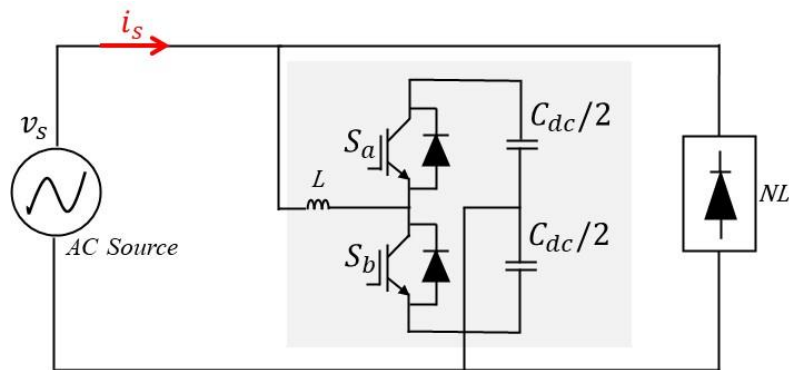 i_s
v_s
AC Source
L
S_a
S_b
C_dc/2
C_dc/2
NL